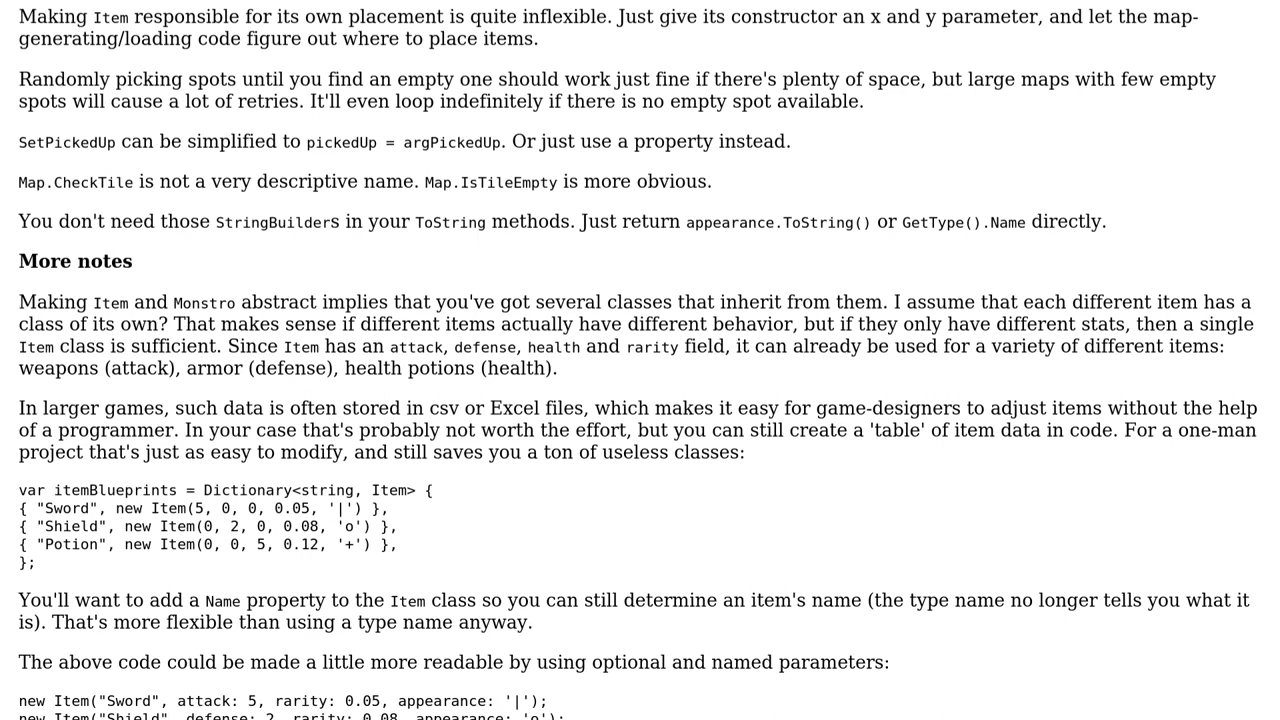 Making Item responsible for its own placement is quite inflexible. Just give its constructor an x and y parameter, and let the map-
generating/loading code figure out where to place items.
Randomly picking spots until you find an empty one should work just fine if there's plenty of space, but large maps with few empty
spots will cause a lot of retries. It'll even loop indefinitely if there is no empty spot available.
SetPickedUp can be simplified to pickedUp = argPickedUp. Or just use a property instead.
Map.CheckTile is not a very descriptive name. Map.IsTileEmpty is more obvious.
You don't need those StringBuilders in your ToString methods. Just return appearance.ToString() or GetType().Name directly.
More notes
Making Item and Monstro abstract implies that you've got several classes that inherit from them. I assume that each different item has a
class of its own? That makes sense if different items actually have different behavior, but if they only have different stats, then a single
Item class is sufficient. Since Item has an attack, defense, health and rarity field, it can already be used for a variety of different items:
weapons (attack), armor (defense), health potions (health).
In larger games, such data is often stored in csv or Excel files, which makes it easy for game-designers to adjust items without the help
of a programmer. In your case that's probably not worth the effort, but you can still create a 'table' of item data in code. For a one-man
project that's just as easy to modify, and still saves you a ton of useless classes:
var itemBlueprints = Dictionary<string, Item> {
{ "Sword", new Item(5, 0, 0, 0.05, '|') },
{ "Shield", new Item(0, 2, 0, 0.08, 'o') },
{ "Potion", new Item(0, 0, 5, 0.12, '+') },
};
You'll want to add a Name property to the Item class so you can still determine an item's name (the type name no longer tells you what it
is). That's more flexible than using a type name anyway.
The above code could be made a little more readable by using optional and named parameters:
new Item("Sword", attack: 5, rarity: 0.05, appearance: '|');
new Item("Shield", defense: 2, rarity: 0.08, appearance: 'o');